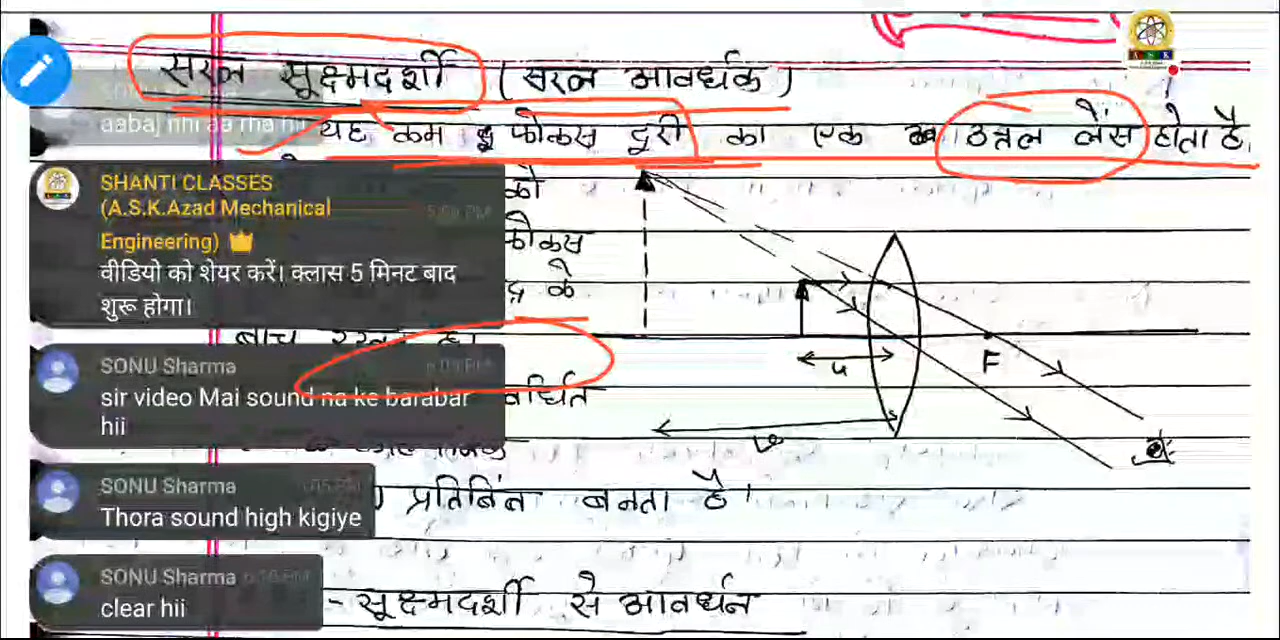 सरल सूक्ष्मदर्शी (सरल आवर्धक)
aabaj nhi aa rha hii
यह कम फोकस दूरी का एक उत्तल लेंस होता है,
SHANTI CLASSES
(A.S.K.Azad Mechanical
Engineering)
वीडियो को शेयर करें। क्लास 5 मिनट बाद
शुरू होगा।
को
फोकस
के
F
u
SONU Sharma
sir video Mai sound na ke barabar
hii
वर्धित
SONU Sharma
Thora sound high kigiye
प्रतिबिंब बनता है।
SONU Sharma
clear hii
सूक्ष्मदर्शी से आवर्धन